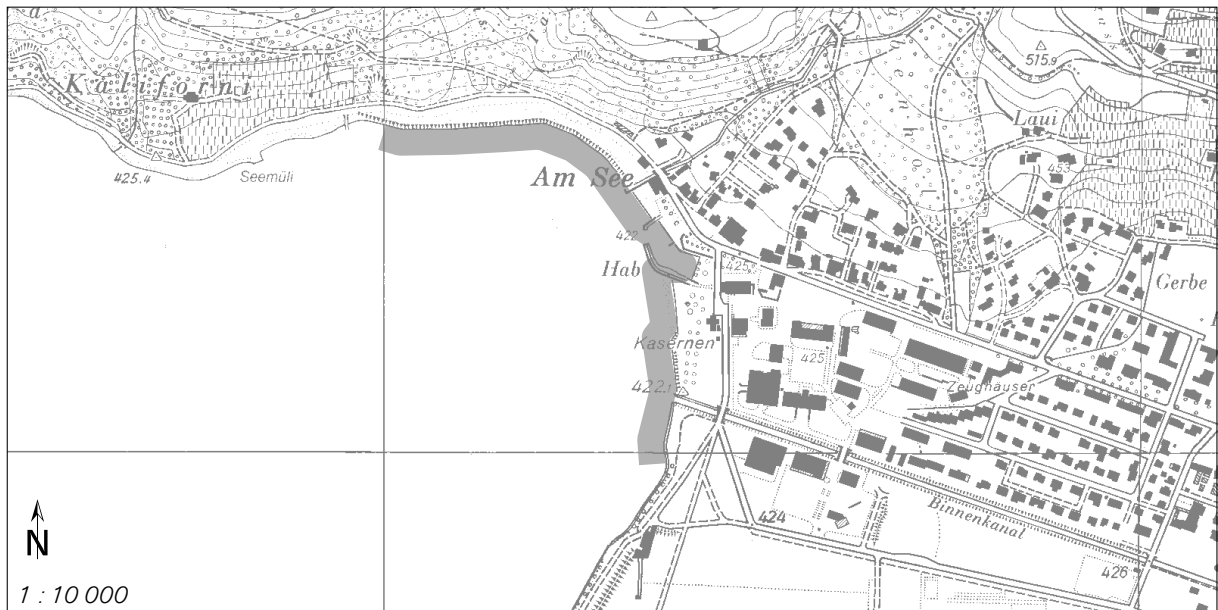 Kaliforni
515.9
Laui
453
425.4
Seemüli
Am See
422
Hab
425
Gerbe
Kasernen
425
422.1
Zeughäuser
424
Binnenkanal
426
N
1 : 10 000